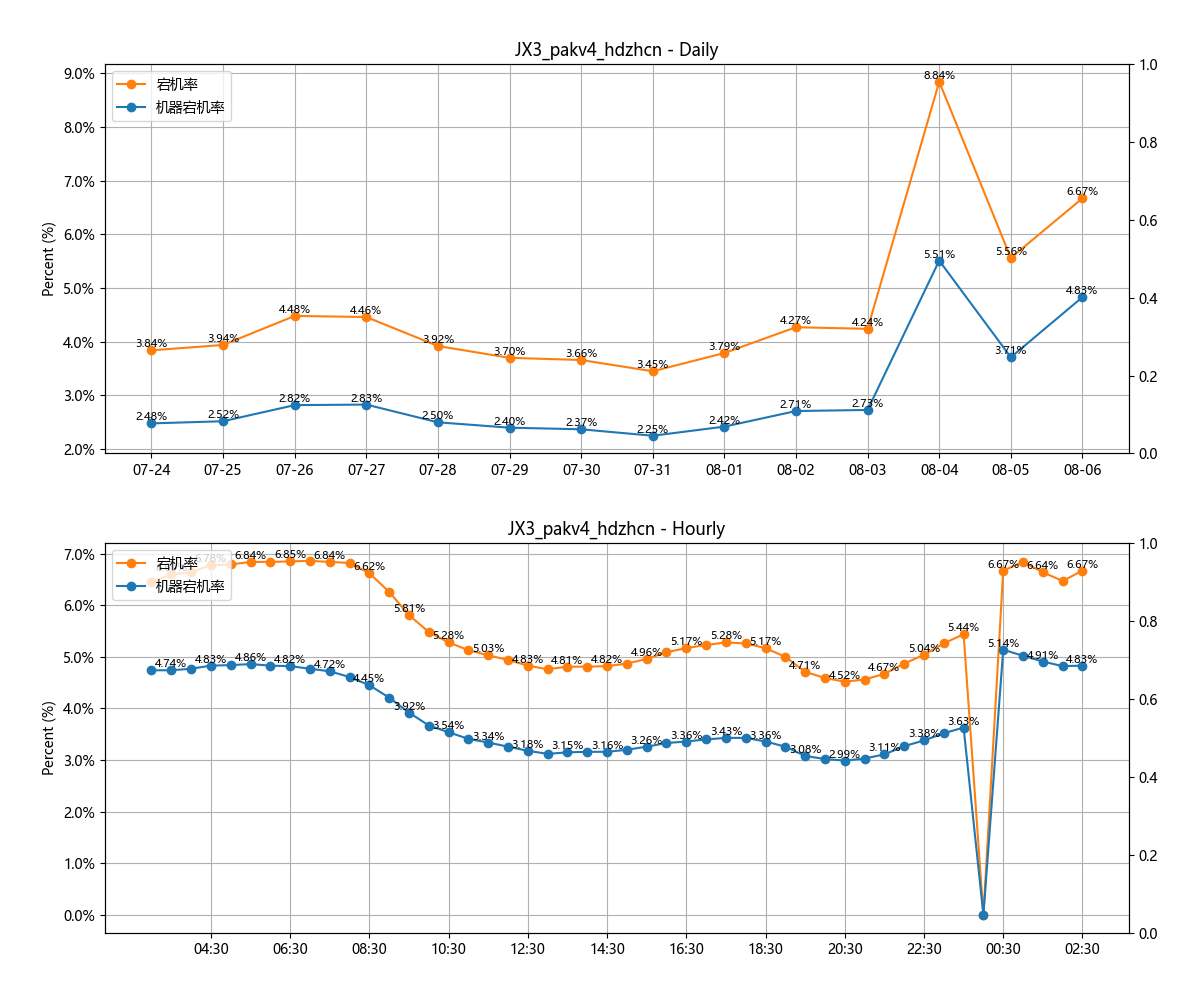 JX3_pakv4_hdzhcn - Daily
宕机率
机器宕机率
Percent (%)
9.0%
8.0%
7.0%
6.0%
5.0%
4.0%
3.0%
2.0%
1.0
0.8
0.6
0.4
0.2
0.0
3.84% 3.94% 4.48% 4.46% 3.92% 3.70% 3.66% 3.45% 3.79% 4.27% 4.24% 8.84% 5.56% 6.67%
2.48% 2.52% 2.82% 2.83% 2.50% 2.40% 2.37% 2.25% 2.42% 2.71% 2.73% 5.51% 3.71% 4.83%
07-24 07-25 07-26 07-27 07-28 07-29 07-30 07-31 08-01 08-02 08-03 08-04 08-05 08-06
JX3_pakv4_hdzhcn - Hourly
宕机率
机器宕机率
Percent (%)
7.0%
6.0%
5.0%
4.0%
3.0%
2.0%
1.0%
0.0%
1.0
0.8
0.6
0.4
0.2
0.0
6.78% 6.84% 6.85% 6.84% 6.62% 5.81% 5.28% 5.03% 4.83% 4.81% 4.82% 4.96% 5.17% 5.28% 5.17% 4.71% 4.52% 4.67% 5.04% 5.44% 6.67% 6.64% 6.67%
4.74% 4.83% 4.86% 4.82% 4.72% 4.45% 3.92% 3.54% 3.34% 3.18% 3.15% 3.16% 3.26% 3.36% 3.43% 3.36% 3.08% 2.99% 3.11% 3.38% 3.63% 5.14% 4.91% 4.83%
04:30 06:30 08:30 10:30 12:30 14:30 16:30 18:30 20:30 22:30 00:30 02:30